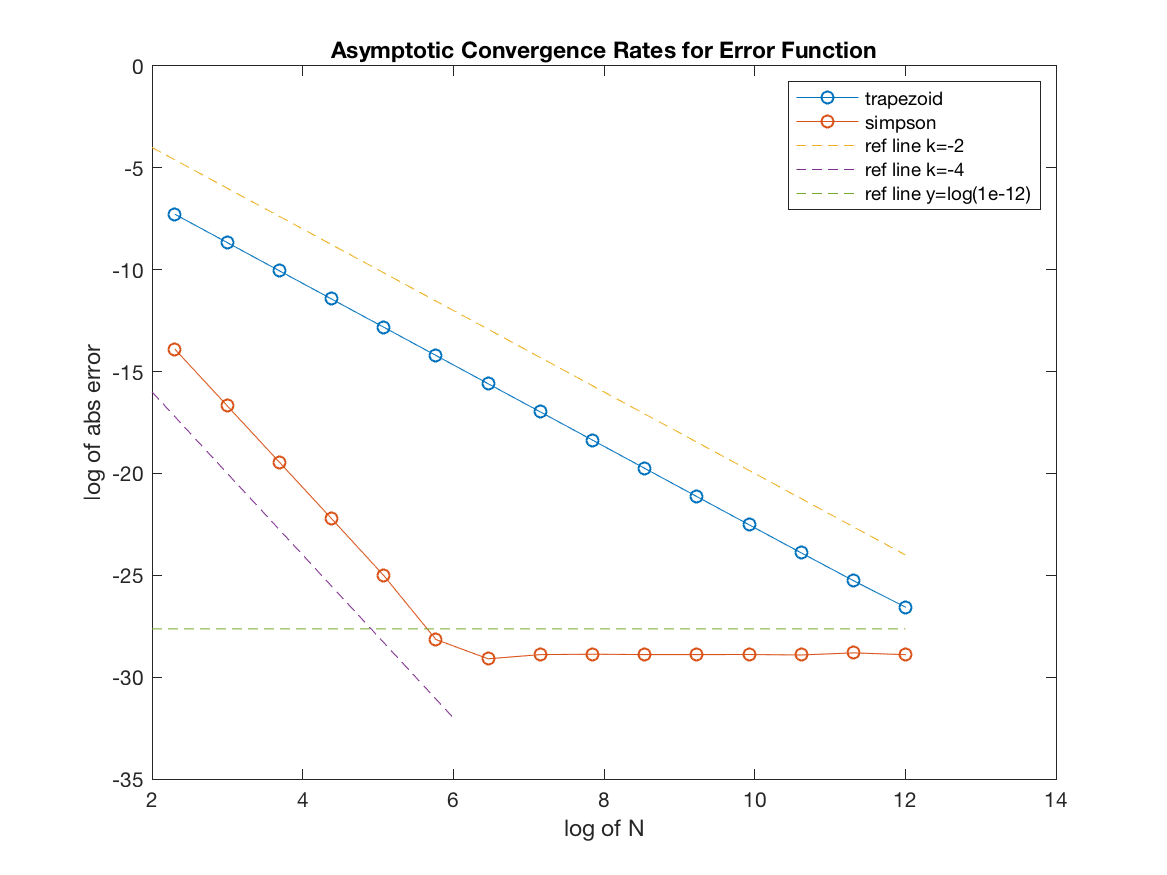 Asymptotic Convergence Rates for Error Function
trapezoid
simpson
ref line k=-2
ref line k=-4
ref line y=log(1e-12)
log of abs error
0
-5
-10
-15
-20
-25
-30
-35
2 4 6 8 10 12 14
log of N